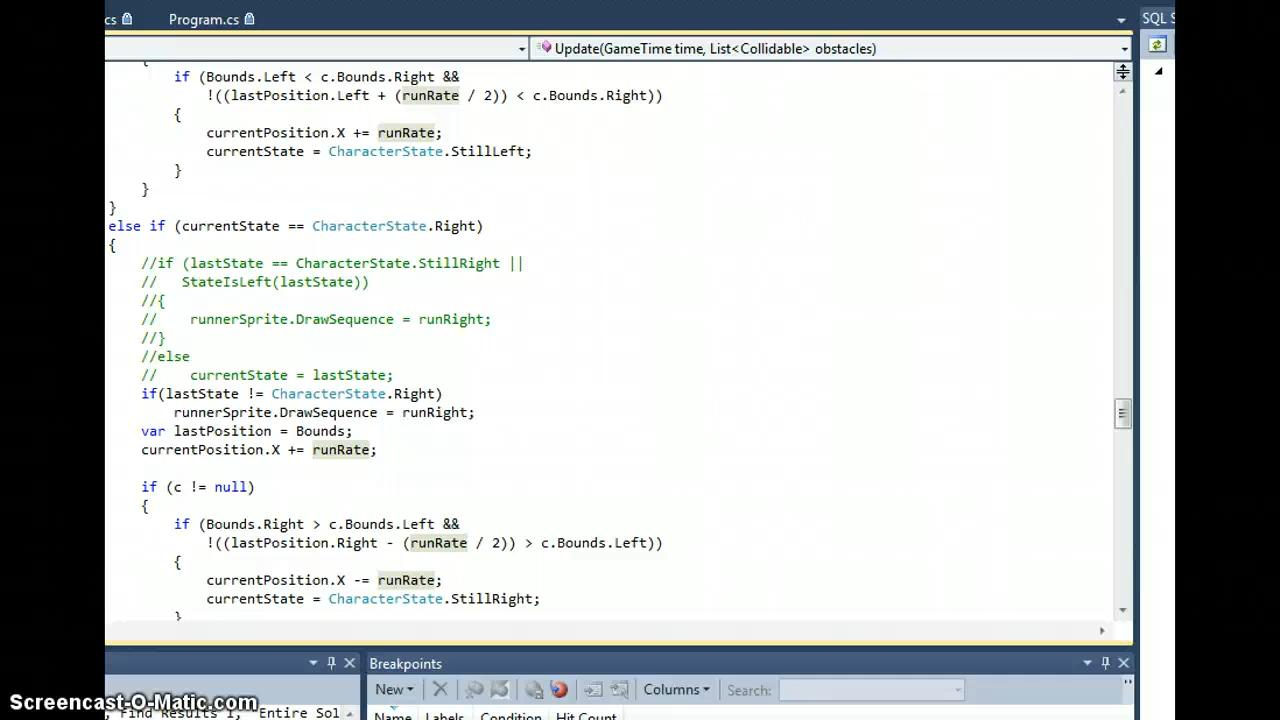 cs Program.cs SQL S
Update(GameTime time, List<Collidable> obstacles)
{
if (Bounds.Left < c.Bounds.Right &&
!((lastPosition.Left + (runRate / 2)) < c.Bounds.Right))
{
currentPosition.X += runRate;
currentState = CharacterState.StillLeft;
}
}
}
else if (currentState == CharacterState.Right)
{
//if (lastState == CharacterState.StillRight ||
//   StateIsLeft(lastState))
//{
//    runnerSprite.DrawSequence = runRight;
//}
//else
//    currentState = lastState;
if(lastState != CharacterState.Right)
runnerSprite.DrawSequence = runRight;
var lastPosition = Bounds;
currentPosition.X += runRate;
if (c != null)
{
if (Bounds.Right > c.Bounds.Left &&
!((lastPosition.Right - (runRate / 2)) > c.Bounds.Left))
{
currentPosition.X -= runRate;
currentState = CharacterState.StillRight;
}
Breakpoints
New Columns Search:
Screencast-O-Matic.com
, Find Results 1, "Entire Sol
Name Labels Condition Hit Count